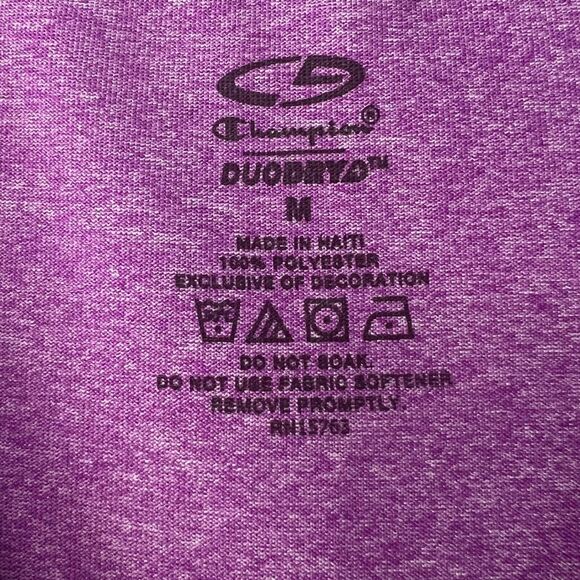 Champion®
DUODRY+™
M
MADE IN HAITI
100% POLYESTER
EXCLUSIVE OF DECORATION
DO NOT SOAK.
DO NOT USE FABRIC SOFTENER
REMOVE PROMPTLY.
RN15763